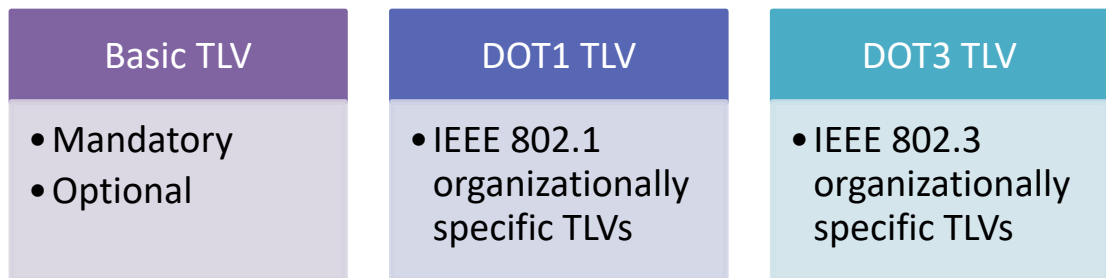 Basic TLV
• Mandatory
• Optional
DOT1 TLV
• IEEE 802.1
organizationally
specific TLVs
DOT3 TLV
• IEEE 802.3
organizationally
specific TLVs